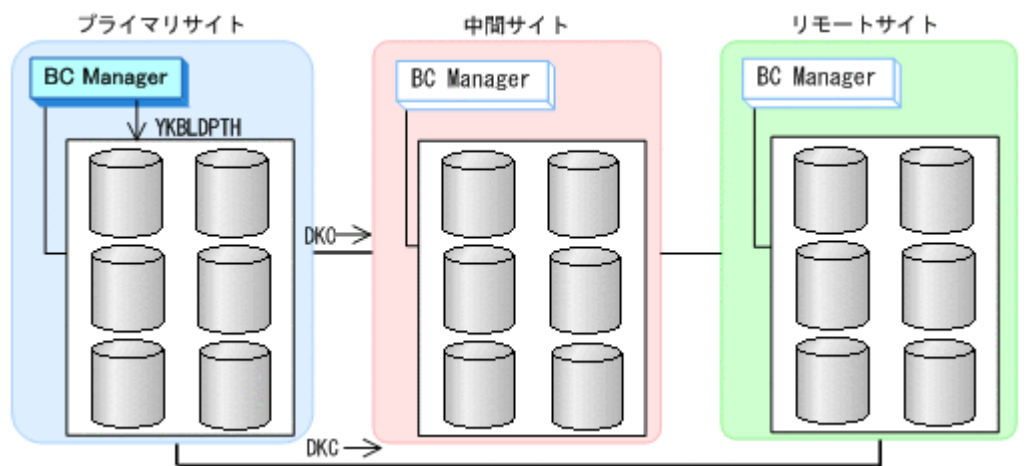 プライマリサイト
中間サイト
リモートサイト
BC Manager
BC Manager
BC Manager
YKBLDPTH
DKC
DKC